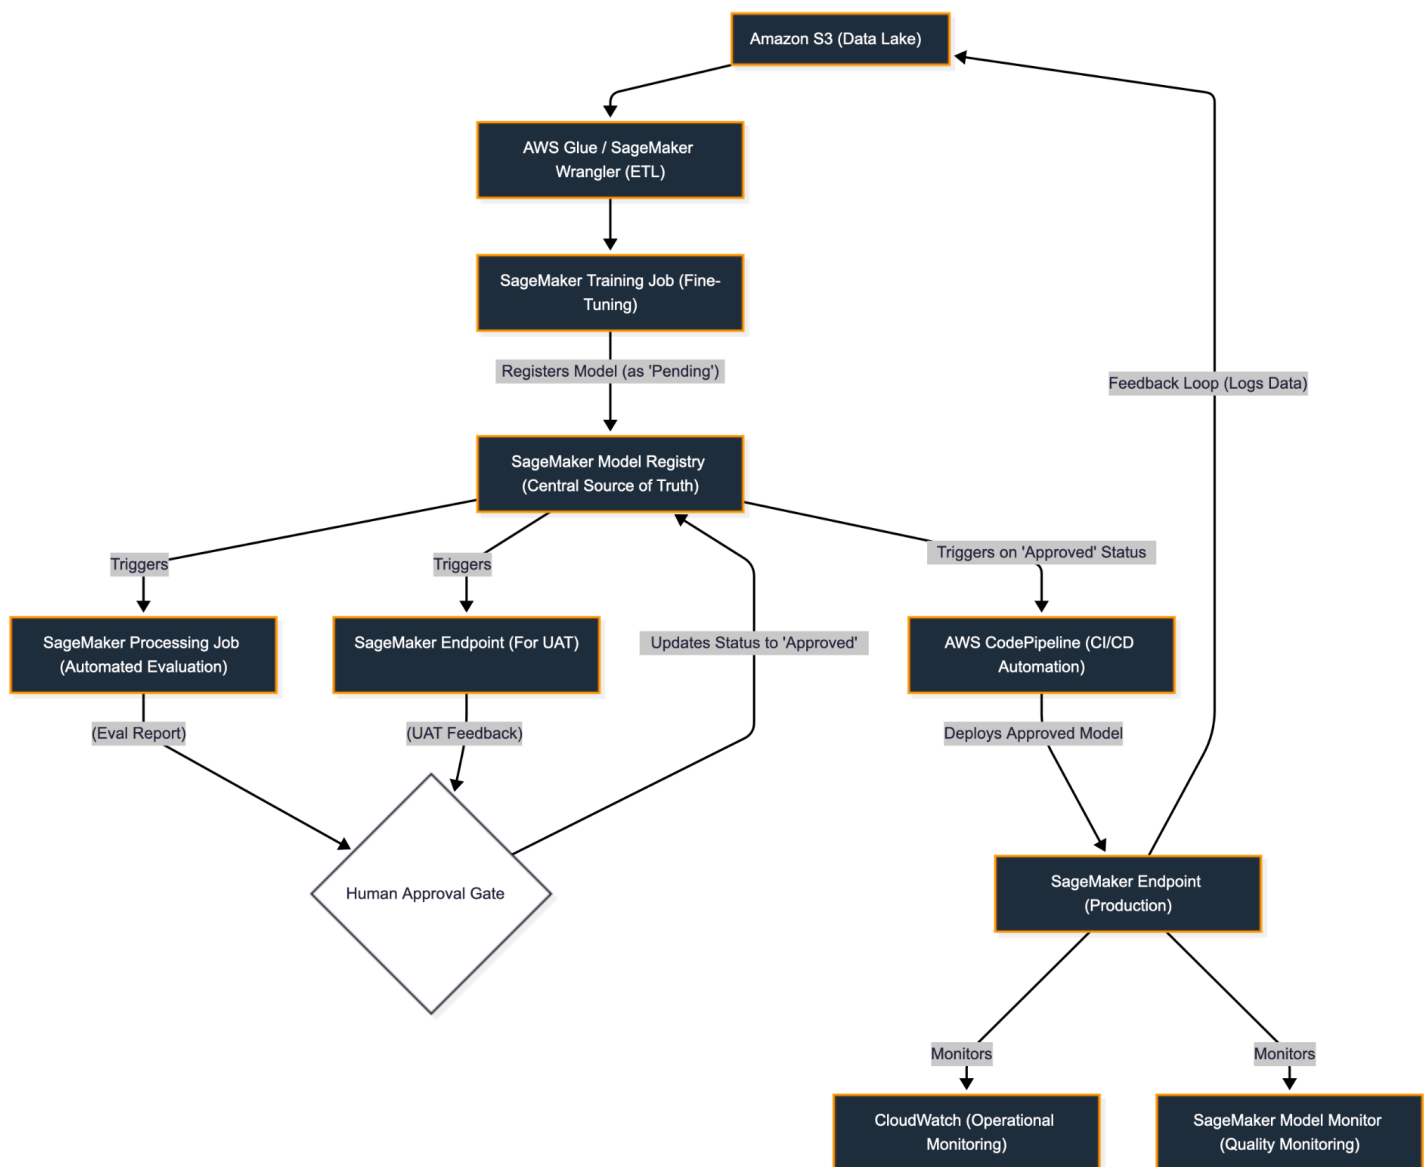 Amazon S3 (Data Lake)
AWS Glue / SageMaker
Wrangler (ETL)
SageMaker Training Job (Fine-
Tuning)
Registers Model (as 'Pending')
Feedback Loop (Logs Data)
SageMaker Model Registry
(Central Source of Truth)
Triggers
Triggers
Triggers on 'Approved' Status
SageMaker Processing Job
(Automated Evaluation)
SageMaker Endpoint (For UAT)
Updates Status to 'Approved'
AWS CodePipeline (CI/CD
Automation)
(Eval Report)
(UAT Feedback)
Deploys Approved Model
Human Approval Gate
SageMaker Endpoint
(Production)
Monitors
Monitors
CloudWatch (Operational
Monitoring)
SageMaker Model Monitor
(Quality Monitoring)